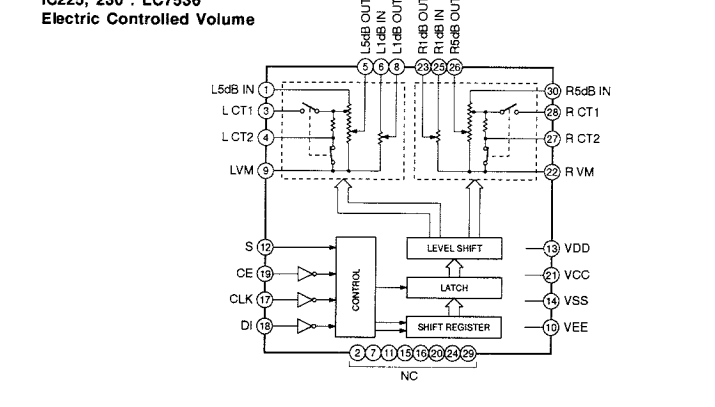 IC225, 230 : LC7536
Electric Controlled Volume
L5dB OUT
L1dB IN
L1dB OUT
R1dB OUT
R1dB IN
R5dB OUT
5 6 8 23 25 26
L5dB IN 1
L CT1 3
L CT2 4
LVM 9
30 R5dB IN
28 R CT1
27 R CT2
22 R VM
S 12
CE 19
CLK 17
DI 18
CONTROL
LEVEL SHIFT
LATCH
SHIFT REGISTER
13 VDD
21 VCC
14 VSS
10 VEE
2 7 11 15 16 20 24 29
NC